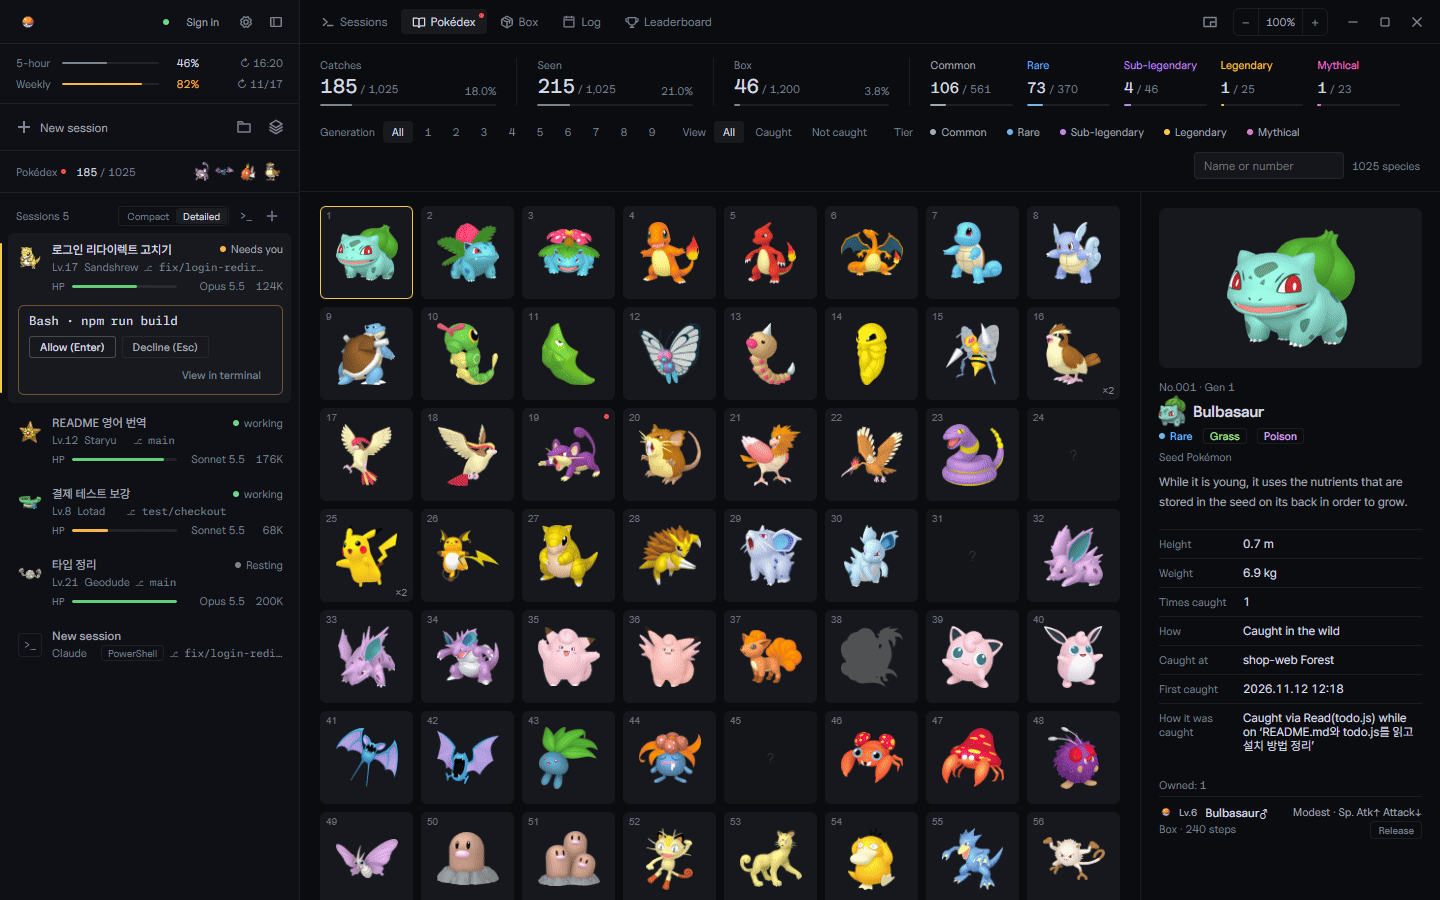 Sign in
5-hour 46% 16:20
Weekly 82% 11/17
New session
Pokédex 185 / 1025
Sessions 5 Compact Detailed >_ +
로그인 리다이렉트 고치기 Needs you
Lv.17 Sandshrew fix/login-redir…
HP Opus 5.5 124K
Bash · npm run build
Allow (Enter) Decline (Esc)
View in terminal
README 영어 번역 working
Lv.12 Staryu main
HP Sonnet 5.5 176K
결제 테스트 보강 working
Lv.8 Lotad test/checkout
HP Sonnet 5.5 68K
타입 정리 Resting
Lv.21 Geodude main
HP Opus 5.5 200K
>_ New session
Claude PowerShell fix/login-redi…
>_ Sessions Pokédex Box Log Leaderboard
− 100% +
Catches Seen Box Common Rare Sub-legendary Legendary Mythical
185 / 1,025 18.0% 215 / 1,025 21.0% 46 / 1,200 3.8% 106 / 561 73 / 370 4 / 46 1 / 25 1 / 23
Generation All 1 2 3 4 5 6 7 8 9 View All Caught Not caught Tier Common Rare Sub-legendary Legendary Mythical
Name or number 1025 species
1 2 3 4 5 6 7 8
9 10 11 12 13 14 15 16
×2
17 18 19 20 21 22 23 24
?
25 26 27 28 29 30 31 32
×2 ?
33 34 35 36 37 38 39 40
41 42 43 44 45 46 47 48
?
49 50 51 52 53 54 55 56
No.001 · Gen 1
Bulbasaur
Rare Grass Poison
Seed Pokémon
While it is young, it uses the nutrients that are
stored in the seed on its back in order to grow.
Height 0.7 m
Weight 6.9 kg
Times caught 1
How Caught in the wild
Caught at shop-web Forest
First caught 2026.11.12 12:18
How it was caught Caught via Read(todo.js) while
on ‘README.md와 todo.js를 읽고
설치 방법 정리’
Owned: 1
Lv.6 Bulbasaur♂ Modest · Sp. Atk↑ Attack↓
Box · 240 steps Release